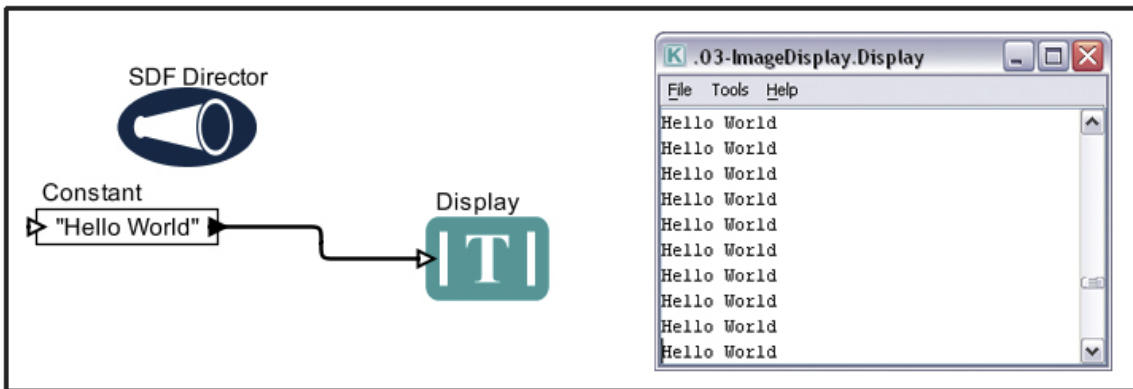 SDF Director
Constant
"Hello World"
Display
T
K .03-ImageDisplay.Display
File Tools Help
Hello World
Hello World
Hello World
Hello World
Hello World
Hello World
Hello World
Hello World
Hello World
Hello World